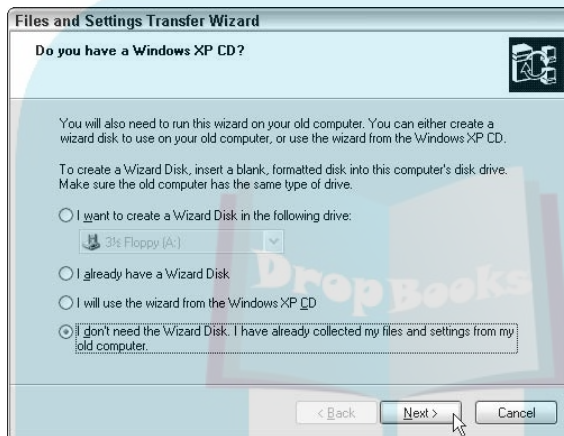 Files and Settings Transfer Wizard
Do you have a Windows XP CD?
You will also need to run this wizard on your old computer. You can either create a
wizard disk to use on your old computer, or use the wizard from the Windows XP CD.
To create a Wizard Disk, insert a blank, formatted disk into this computer's disk drive.
Make sure the old computer has the same type of drive.
I want to create a Wizard Disk in the following drive:
3½ Floppy (A:)
I already have a Wizard Disk
I will use the wizard from the Windows XP CD
I don't need the Wizard Disk. I have already collected my files and settings from my
old computer.
DropBooks
< Back
Next >
Cancel